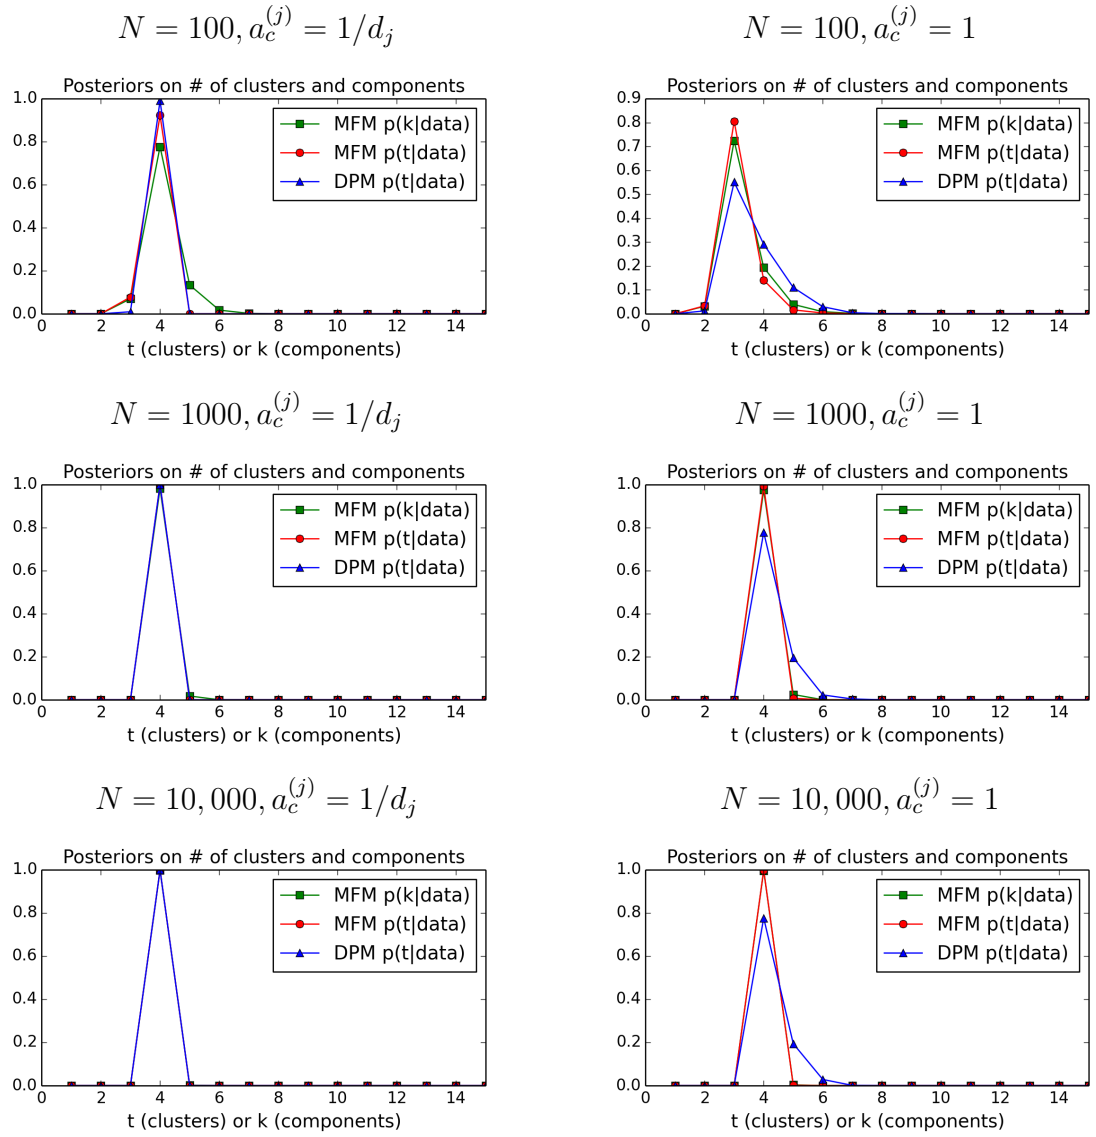 N = 100, a_c^{(j)} = 1/d_j
Posteriors on # of clusters and components
1.0
0.8
0.6
0.4
0.2
0.0
MFM p(k|data)
MFM p(t|data)
DPM p(t|data)
0 2 4 6 8 10 12 14
t (clusters) or k (components)
N = 100, a_c^{(j)} = 1
Posteriors on # of clusters and components
0.9
0.8
0.7
0.6
0.5
0.4
0.3
0.2
0.1
0.0
MFM p(k|data)
MFM p(t|data)
DPM p(t|data)
0 2 4 6 8 10 12 14
t (clusters) or k (components)
N = 1000, a_c^{(j)} = 1/d_j
Posteriors on # of clusters and components
1.0
0.8
0.6
0.4
0.2
0.0
MFM p(k|data)
MFM p(t|data)
DPM p(t|data)
0 2 4 6 8 10 12 14
t (clusters) or k (components)
N = 1000, a_c^{(j)} = 1
Posteriors on # of clusters and components
1.0
0.8
0.6
0.4
0.2
0.0
MFM p(k|data)
MFM p(t|data)
DPM p(t|data)
0 2 4 6 8 10 12 14
t (clusters) or k (components)
N = 10,000, a_c^{(j)} = 1/d_j
Posteriors on # of clusters and components
1.0
0.8
0.6
0.4
0.2
0.0
MFM p(k|data)
MFM p(t|data)
DPM p(t|data)
0 2 4 6 8 10 12 14
t (clusters) or k (components)
N = 10,000, a_c^{(j)} = 1
Posteriors on # of clusters and components
1.0
0.8
0.6
0.4
0.2
0.0
MFM p(k|data)
MFM p(t|data)
DPM p(t|data)
0 2 4 6 8 10 12 14
t (clusters) or k (components)